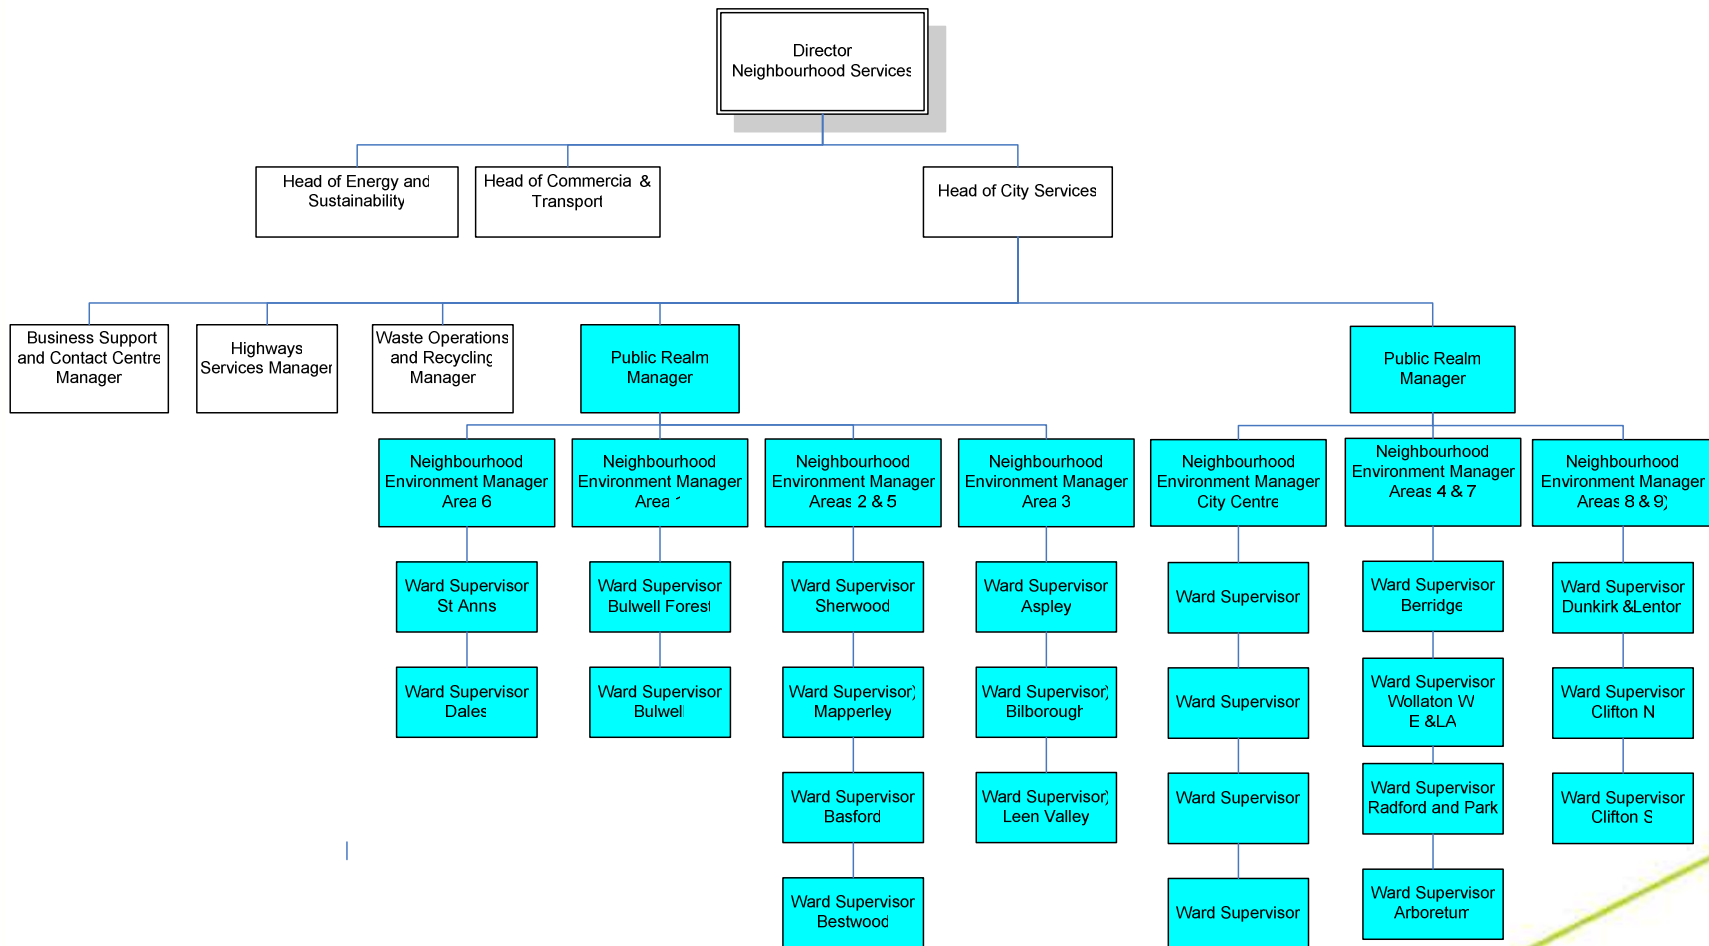 Director
Neighbourhood Services
Head of Energy and
Sustainability
Head of Commercia &
Transport
Head of City Services
Business Support
and Contact Centre
Manager
Highways
Services Manager
Waste Operations
and Recycling
Manager
Public Realm
Manager
Public Realm
Manager
Neighbourhood
Environment Manager
Area 6
Neighbourhood
Environment Manager
Area 1
Neighbourhood
Environment Manager
Areas 2 & 5
Neighbourhood
Environment Manager
Area 3
Neighbourhood
Environment Manager
City Centre
Neighbourhood
Environment Manager
Areas 4 & 7
Neighbourhood
Environment Manager
Areas 8 & 9)
Ward Supervisor
St Anns
Ward Supervisor
Bulwell Forest
Ward Supervisor
Sherwood
Ward Supervisor
Aspley
Ward Supervisor
Ward Supervisor
Berridge
Ward Supervisor
Dunkirk &Lenton
Ward Supervisor
Dales
Ward Supervisor
Bulwell
Ward Supervisor)
Mapperley
Ward Supervisor)
Bilborough
Ward Supervisor
Ward Supervisor
Wollaton W
E &LA
Ward Supervisor
Clifton N
Ward Supervisor
Basford
Ward Supervisor)
Leen Valley
Ward Supervisor
Ward Supervisor
Radford and Park
Ward Supervisor
Clifton S
Ward Supervisor
Bestwood
Ward Supervisor
Ward Supervisor
Arboretum